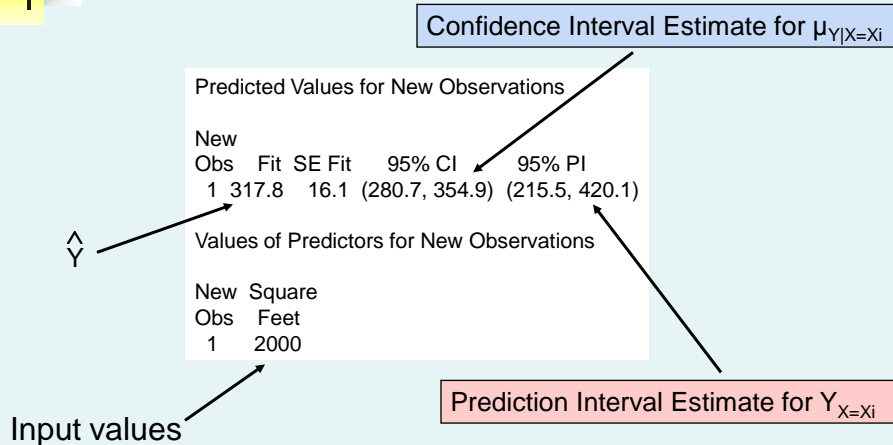 Confidence Interval Estimate for μY|X=Xi
Predicted Values for New Observations
New
Obs Fit SE Fit 95% CI 95% PI
1 317.8 16.1 (280.7, 354.9) (215.5, 420.1)
Ŷ
Values of Predictors for New Observations
New Square
Obs Feet
1 2000
Prediction Interval Estimate for YX=Xi
Input values